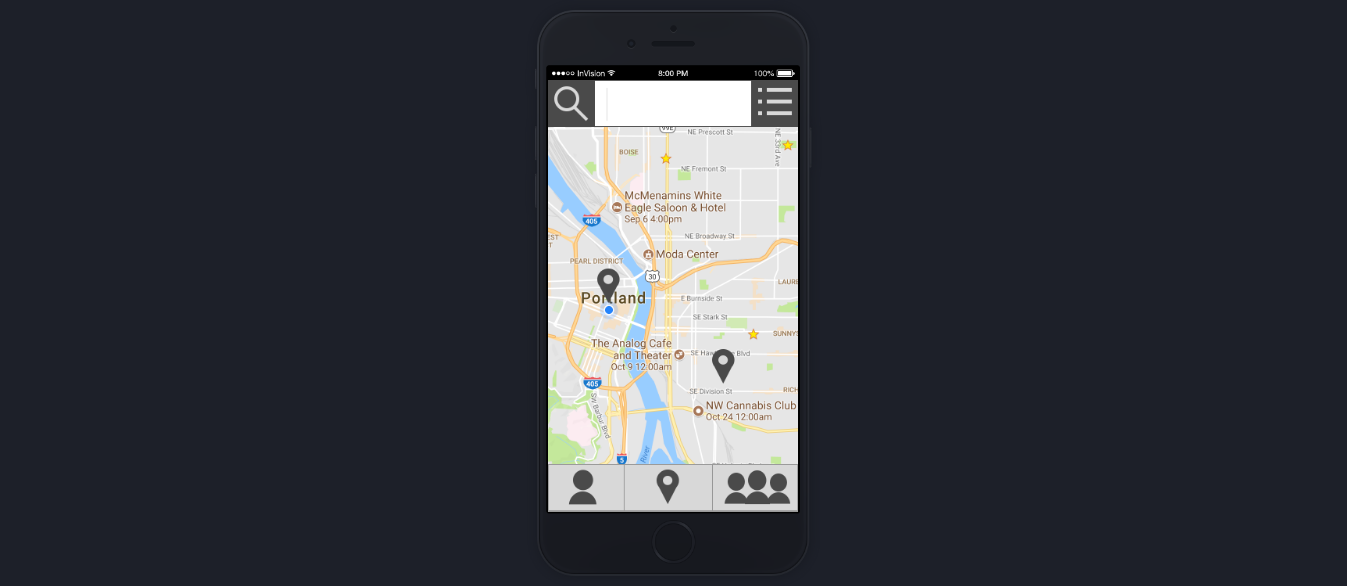 InVision 8:00 PM 100%
99E
NE Prescott St
NE 33rd Ave
BOISE
NE Fremont St
McMenamins White
Eagle Saloon & Hotel
Sep 6 4:00pm
405
NE Broadway St
Moda Center
PEARL DISTRICT
30
LAURE
Portland
E Burnside St
SE Stark St
SUNNYS
The Analog Cafe
and Theater
Oct 9 12:00am
Blvd
405
SE Division St
RICH
SW Barbur Blvd
NW Cannabis Club
Oct 24 12:00am
River
5